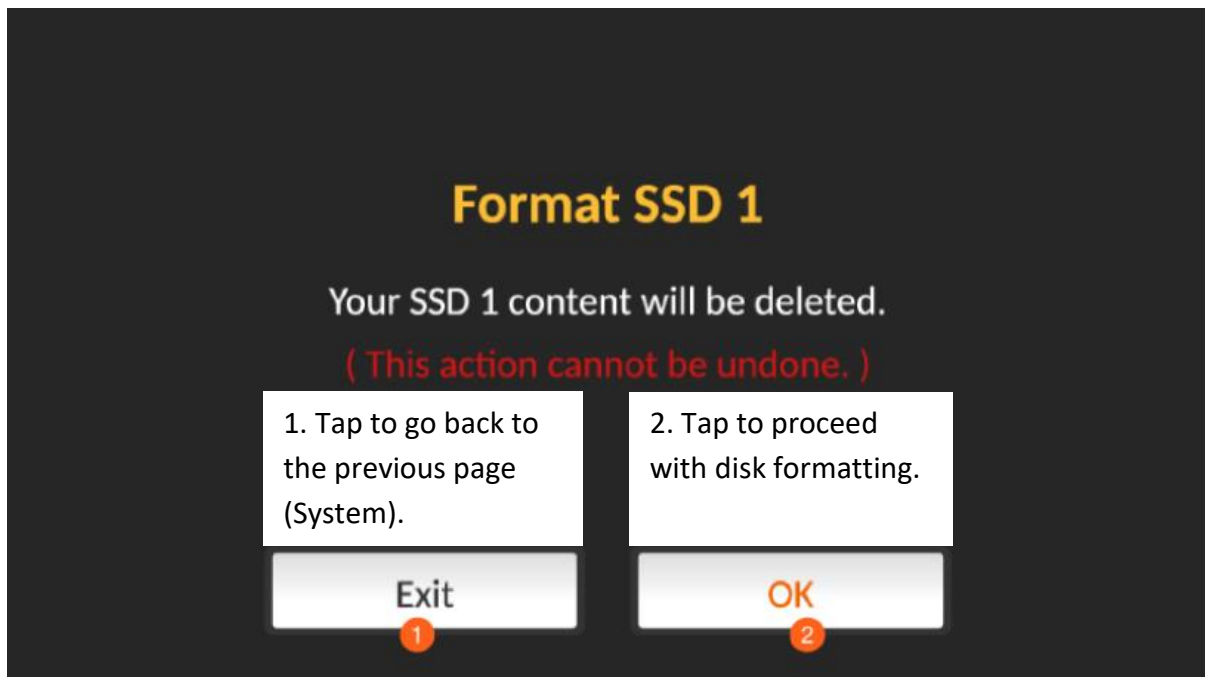 Format SSD 1
Your SSD 1 content will be deleted.
( This action cannot be undone. )
1. Tap to go back to
the previous page
(System).
2. Tap to proceed
with disk formatting.
Exit
OK
1
2